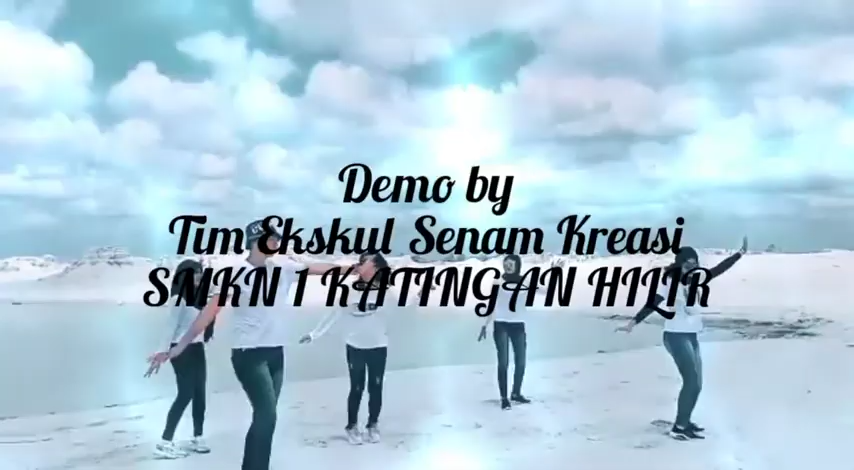 Demo by
Tim Ekskul Senam Kreasi
SMKN 1 KATINGAN HILIR